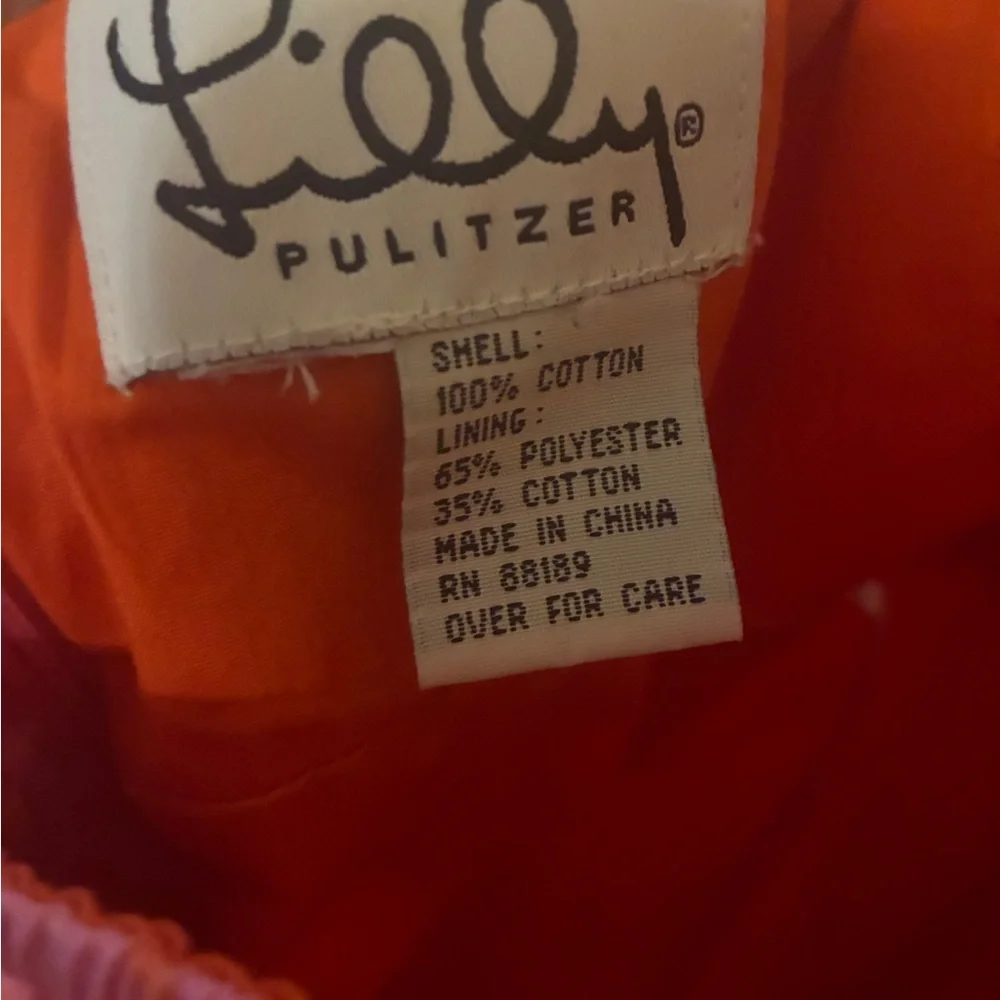 Lilly®
PULITZER
SHELL:
100% COTTON
LINING:
65% POLYESTER
35% COTTON
MADE IN CHINA
RN 88189
OVER FOR CARE